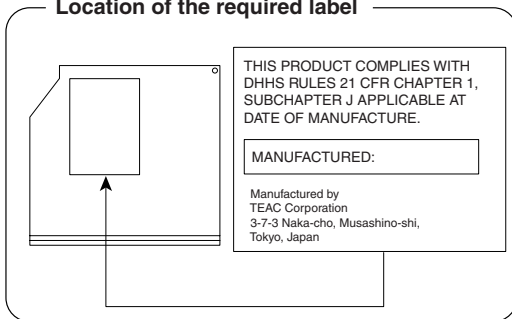 Location of the required label
THIS PRODUCT COMPLIES WITH
DHHS RULES 21 CFR CHAPTER 1,
SUBCHAPTER J APPLICABLE AT
DATE OF MANUFACTURE.
MANUFACTURED:
Manufactured by
TEAC Corporation
3-7-3 Naka-cho, Musashino-shi,
Tokyo, Japan